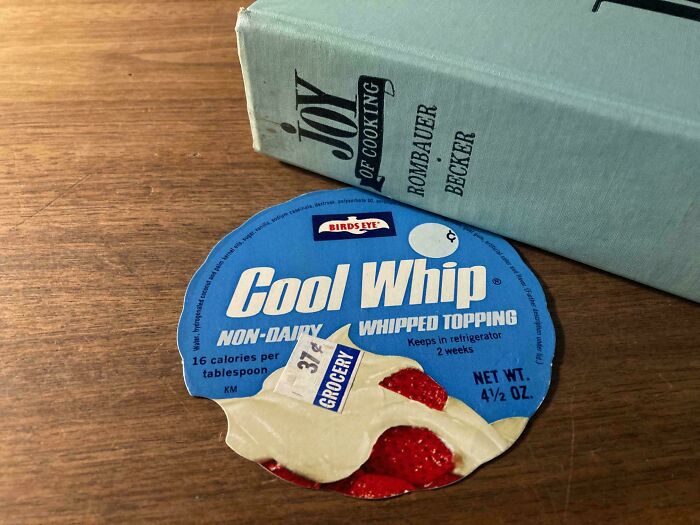 JOY
OF COOKING
ROMBAUER
BECKER
BIRDS EYE
¢
Cool Whip®
NON-DAIRY WHIPPED TOPPING
16 calories per
tablespoon
KM
Keeps in refrigerator
2 weeks
37¢
GROCERY
NET WT.
4½ OZ.